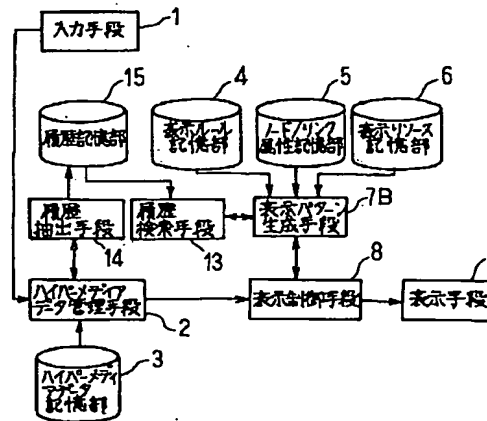 1
入力手段
15
履歴記憶部
4
表示ルール
記憶部
5
ノード/リンク
属性記憶部
6
表示リソース
記憶部
履歴
抽出手段
14
履歴
検索手段
13
表示パターン
生成手段
7B
ハイパーメディア
データ管理手段
2
8
表示制御手段
表示手段
3
ハイパーメディ
アデータ
記憶部